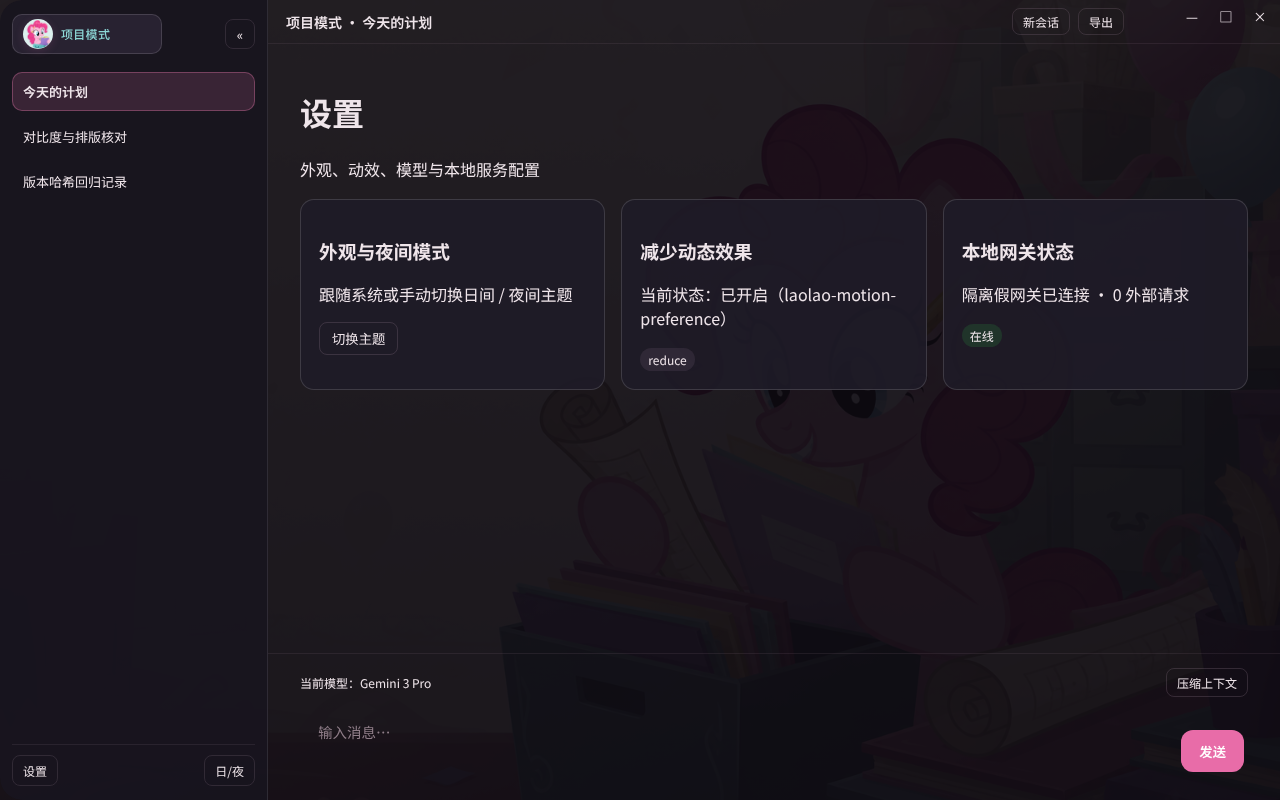 项目模式
«
今天的计划
对比度与排版核对
版本哈希回归记录
设置
日/夜
项目模式 · 今天的计划
新会话
导出
设置
外观、动效、模型与本地服务配置
外观与夜间模式
跟随系统或手动切换日间 / 夜间主题
切换主题
减少动态效果
当前状态：已开启（laolao-motion-
preference）
reduce
本地网关状态
隔离假网关已连接 · 0 外部请求
在线
当前模型：Gemini 3 Pro
压缩上下文
输入消息…
发送